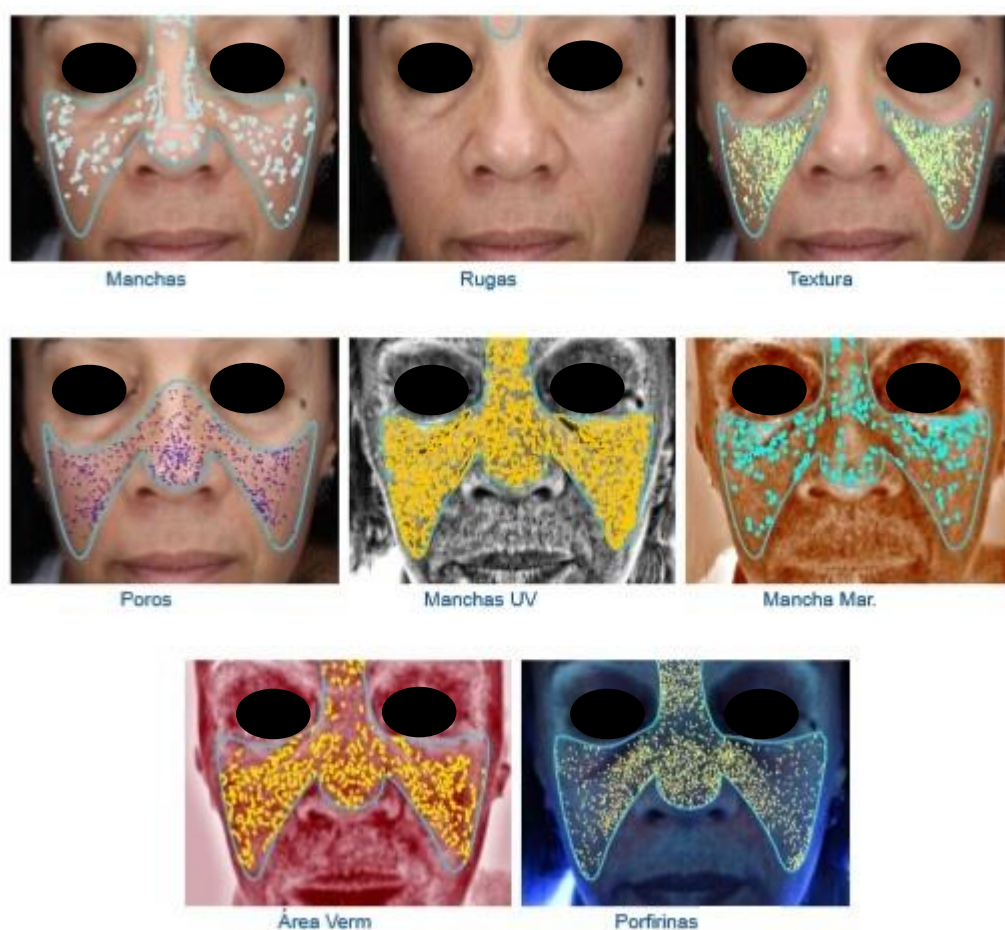 Manchas
Rugas
Textura
Poros
Manchas UV
Mancha Mar.
Área Verm
Porfirinas